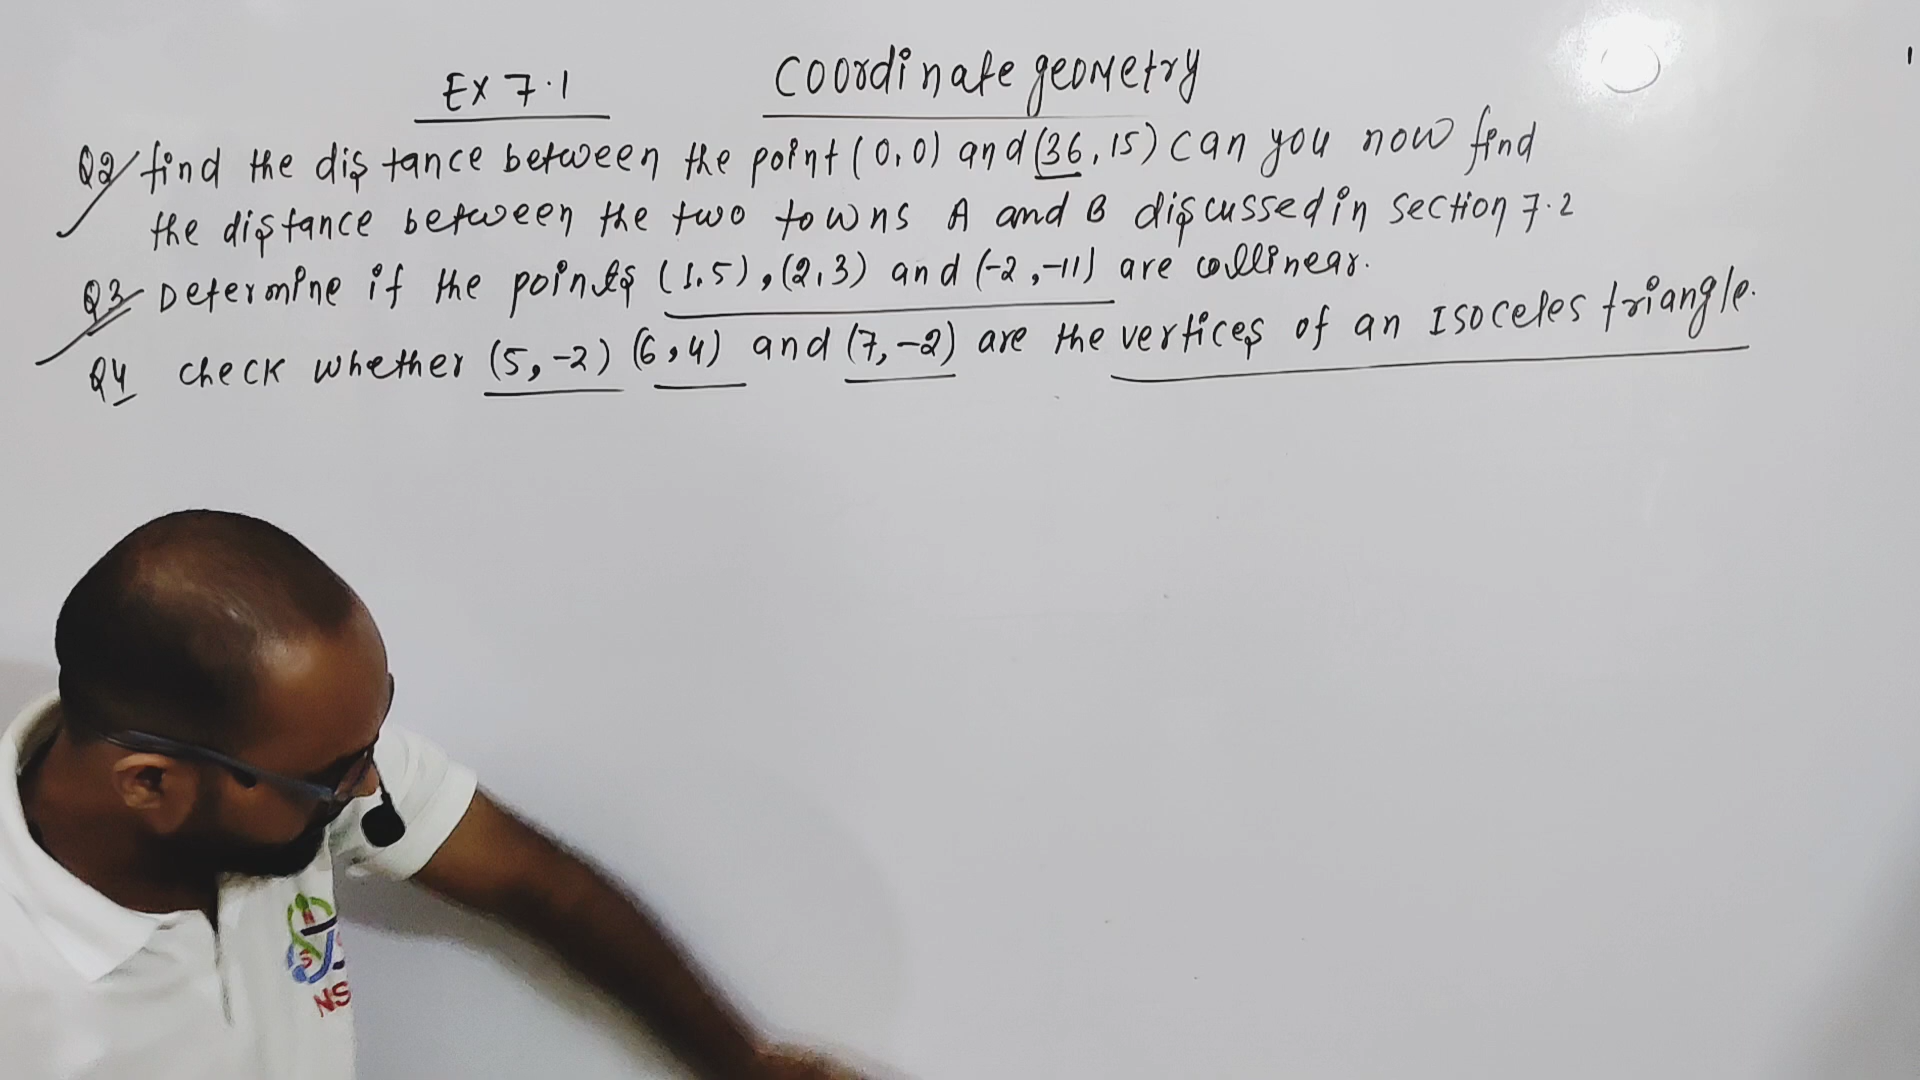 Ex 7.1 Coordinate geometry
Q2 find the distance between the point (0,0) and (36,15) can you now find
the distance between the two towns A and B discussed in section 7.2
Q3 Determine if the points (1,5), (2,3) and (-2,-11) are collinear.
Q4 check whether (5,-2) (6,4) and (7,-2) are the vertices of an Isoceles triangle.
NS